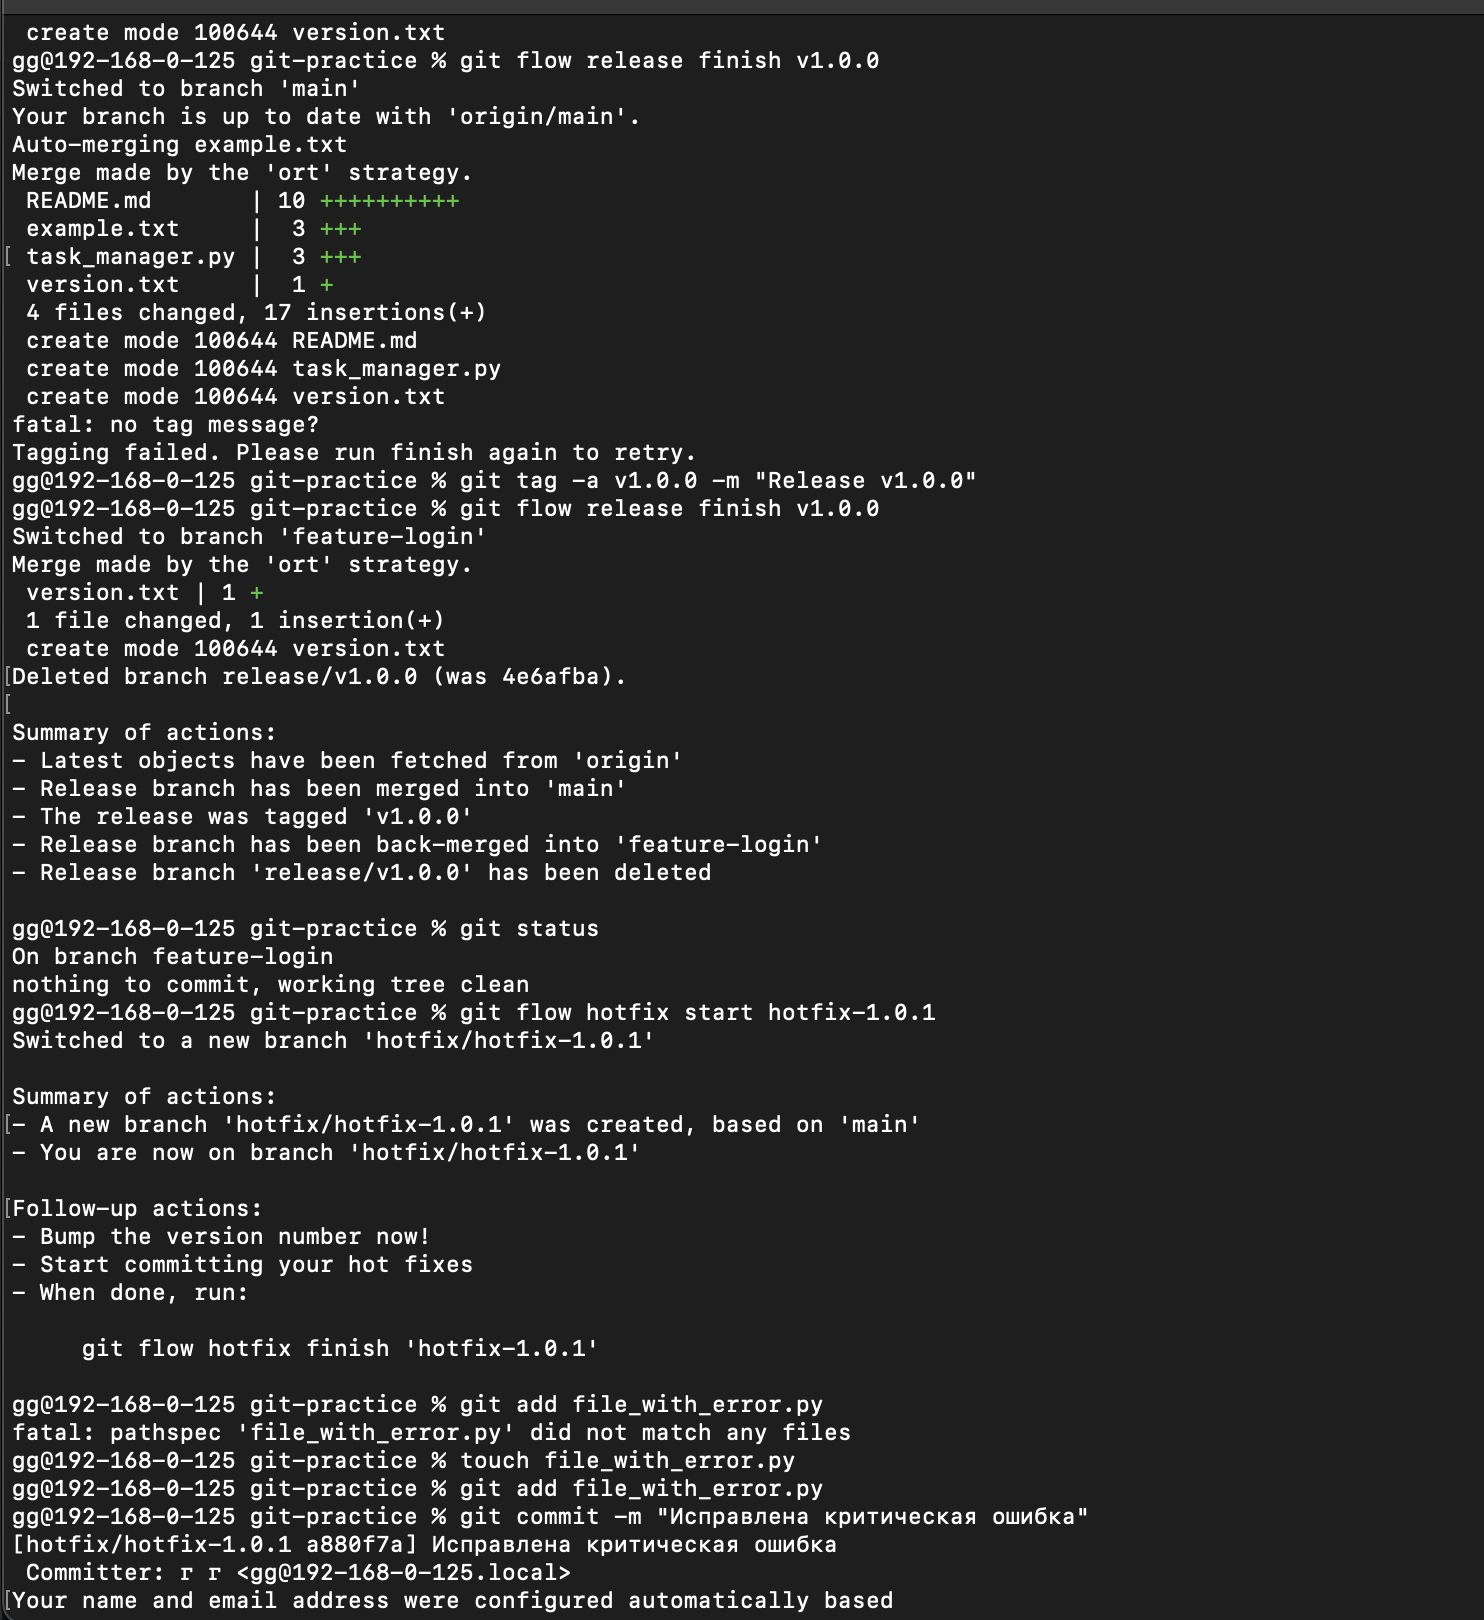 create mode 100644 version.txt
gg@192-168-0-125 git-practice % git flow release finish v1.0.0
Switched to branch 'main'
Your branch is up to date with 'origin/main'.
Auto-merging example.txt
Merge made by the 'ort' strategy.
 README.md       | 10 ++++++++++
 example.txt     |  3 +++
[ task_manager.py |  3 +++
 version.txt     |  1 +
 4 files changed, 17 insertions(+)
 create mode 100644 README.md
 create mode 100644 task_manager.py
 create mode 100644 version.txt
fatal: no tag message?
Tagging failed. Please run finish again to retry.
gg@192-168-0-125 git-practice % git tag -a v1.0.0 -m "Release v1.0.0"
gg@192-168-0-125 git-practice % git flow release finish v1.0.0
Switched to branch 'feature-login'
Merge made by the 'ort' strategy.
 version.txt | 1 +
 1 file changed, 1 insertion(+)
 create mode 100644 version.txt
[Deleted branch release/v1.0.0 (was 4e6afba).
[
Summary of actions:
- Latest objects have been fetched from 'origin'
- Release branch has been merged into 'main'
- The release was tagged 'v1.0.0'
- Release branch has been back-merged into 'feature-login'
- Release branch 'release/v1.0.0' has been deleted

gg@192-168-0-125 git-practice % git status
On branch feature-login
nothing to commit, working tree clean
gg@192-168-0-125 git-practice % git flow hotfix start hotfix-1.0.1
Switched to a new branch 'hotfix/hotfix-1.0.1'

Summary of actions:
[- A new branch 'hotfix/hotfix-1.0.1' was created, based on 'main'
- You are now on branch 'hotfix/hotfix-1.0.1'

[Follow-up actions:
- Bump the version number now!
- Start committing your hot fixes
- When done, run:

     git flow hotfix finish 'hotfix-1.0.1'

gg@192-168-0-125 git-practice % git add file_with_error.py
fatal: pathspec 'file_with_error.py' did not match any files
gg@192-168-0-125 git-practice % touch file_with_error.py
gg@192-168-0-125 git-practice % git add file_with_error.py
gg@192-168-0-125 git-practice % git commit -m "Исправлена критическая ошибка"
[hotfix/hotfix-1.0.1 a880f7a] Исправлена критическая ошибка
 Committer: г г <gg@192-168-0-125.local>
[Your name and email address were configured automatically based